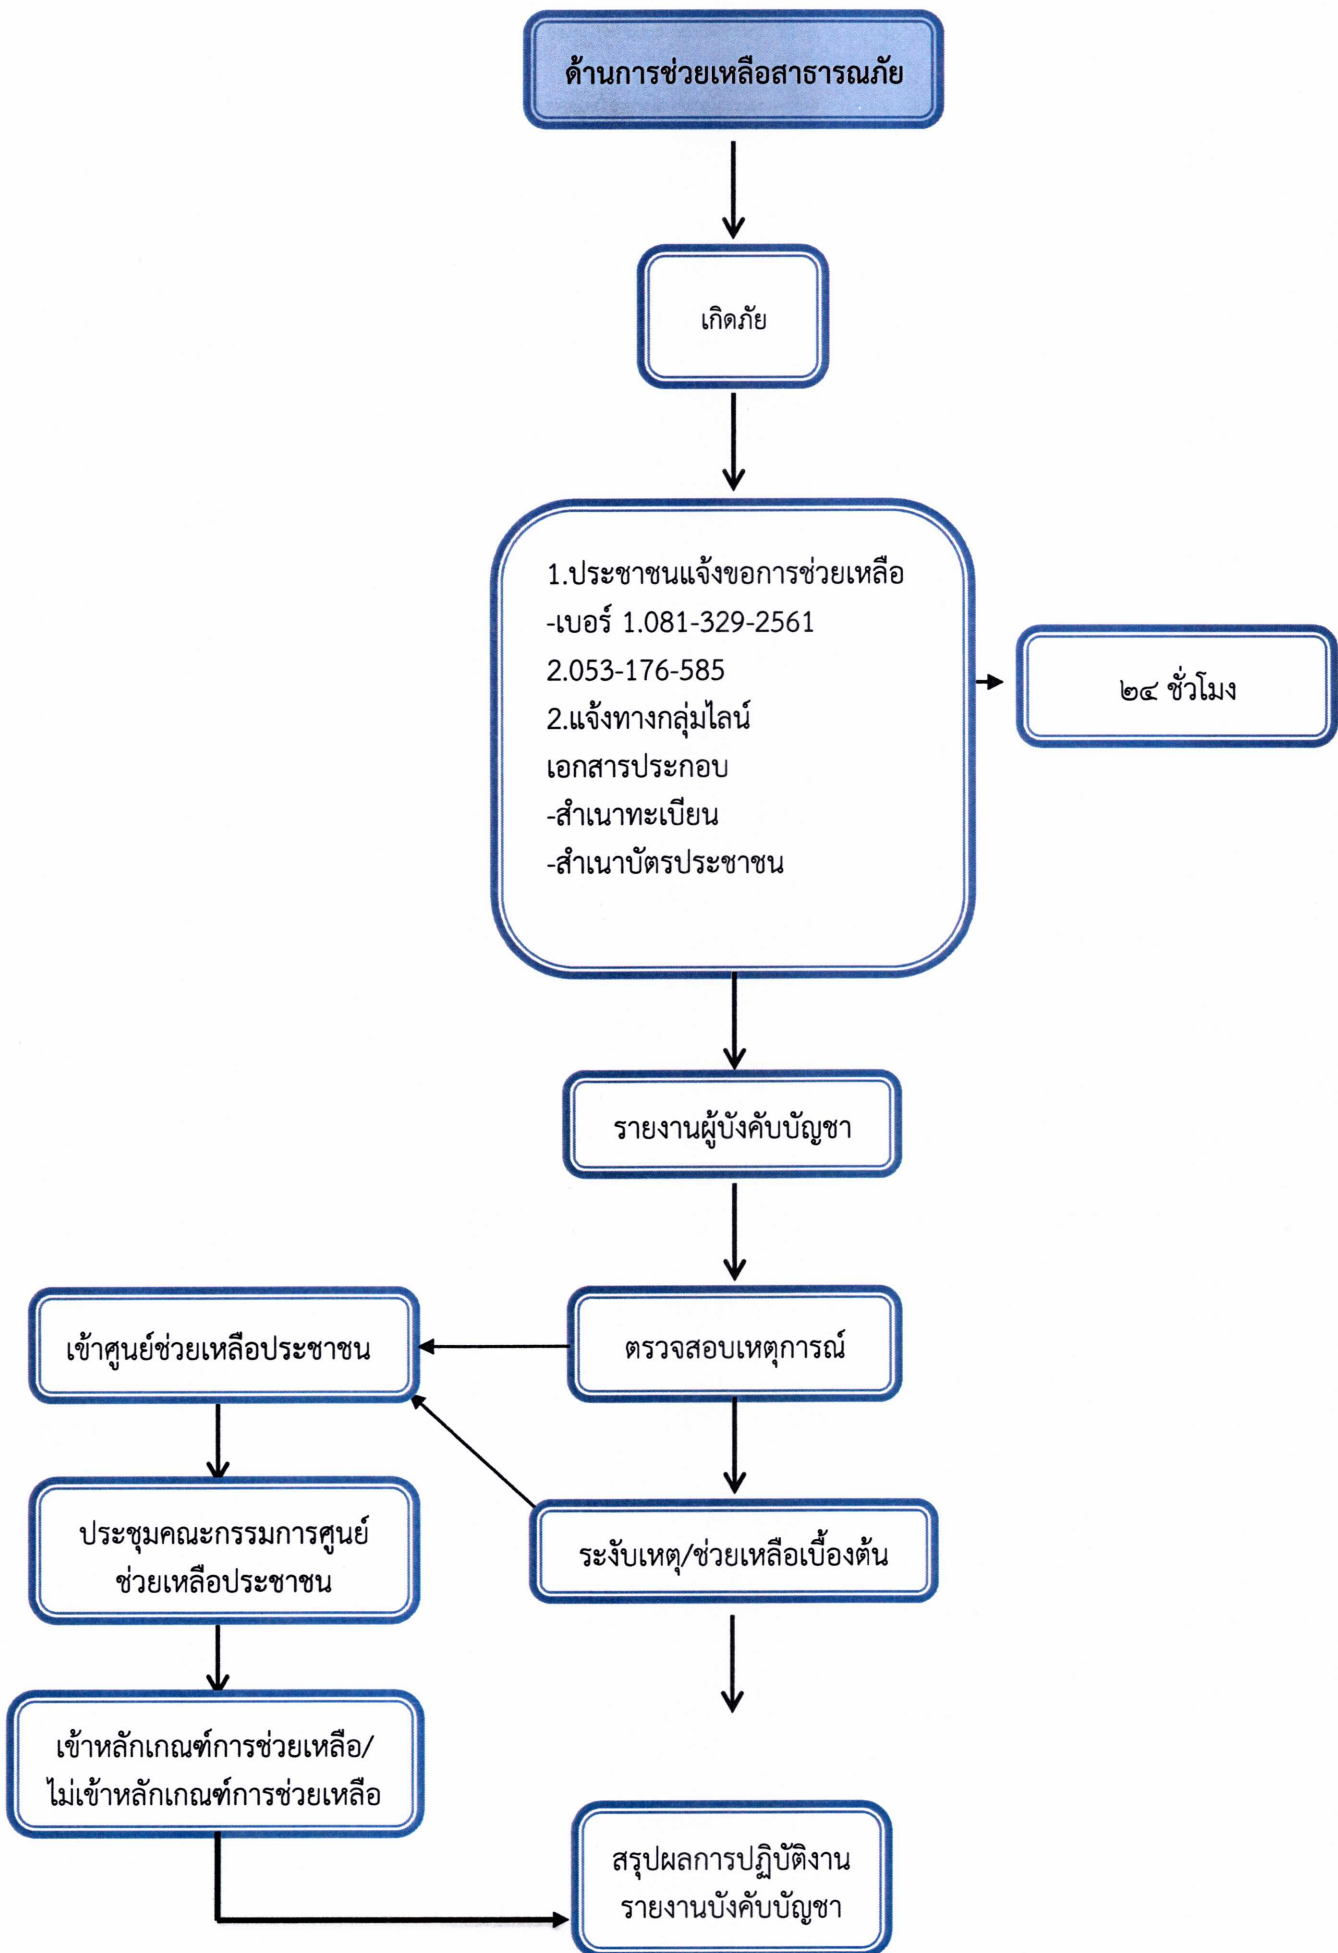 ด้านการช่วยเหลือสาธารณภัย
เกิดภัย
1.ประชาชนแจ้งขอการช่วยเหลือ
-เบอร์ 1.081-329-2561
2.053-176-585
2.แจ้งทางกลุ่มไลน์
เอกสารประกอบ
-สำเนาทะเบียน
-สำเนาบัตรประชาชน
๒๔ ชั่วโมง
รายงานผู้บังคับบัญชา
ตรวจสอบเหตุการณ์
เข้าศูนย์ช่วยเหลือประชาชน
ระงับเหตุ/ช่วยเหลือเบื้องต้น
ประชุมคณะกรรมการศูนย์
ช่วยเหลือประชาชน
เข้าหลักเกณฑ์การช่วยเหลือ/
ไม่เข้าหลักเกณฑ์การช่วยเหลือ
สรุปผลการปฏิบัติงาน
รายงานบังคับบัญชา